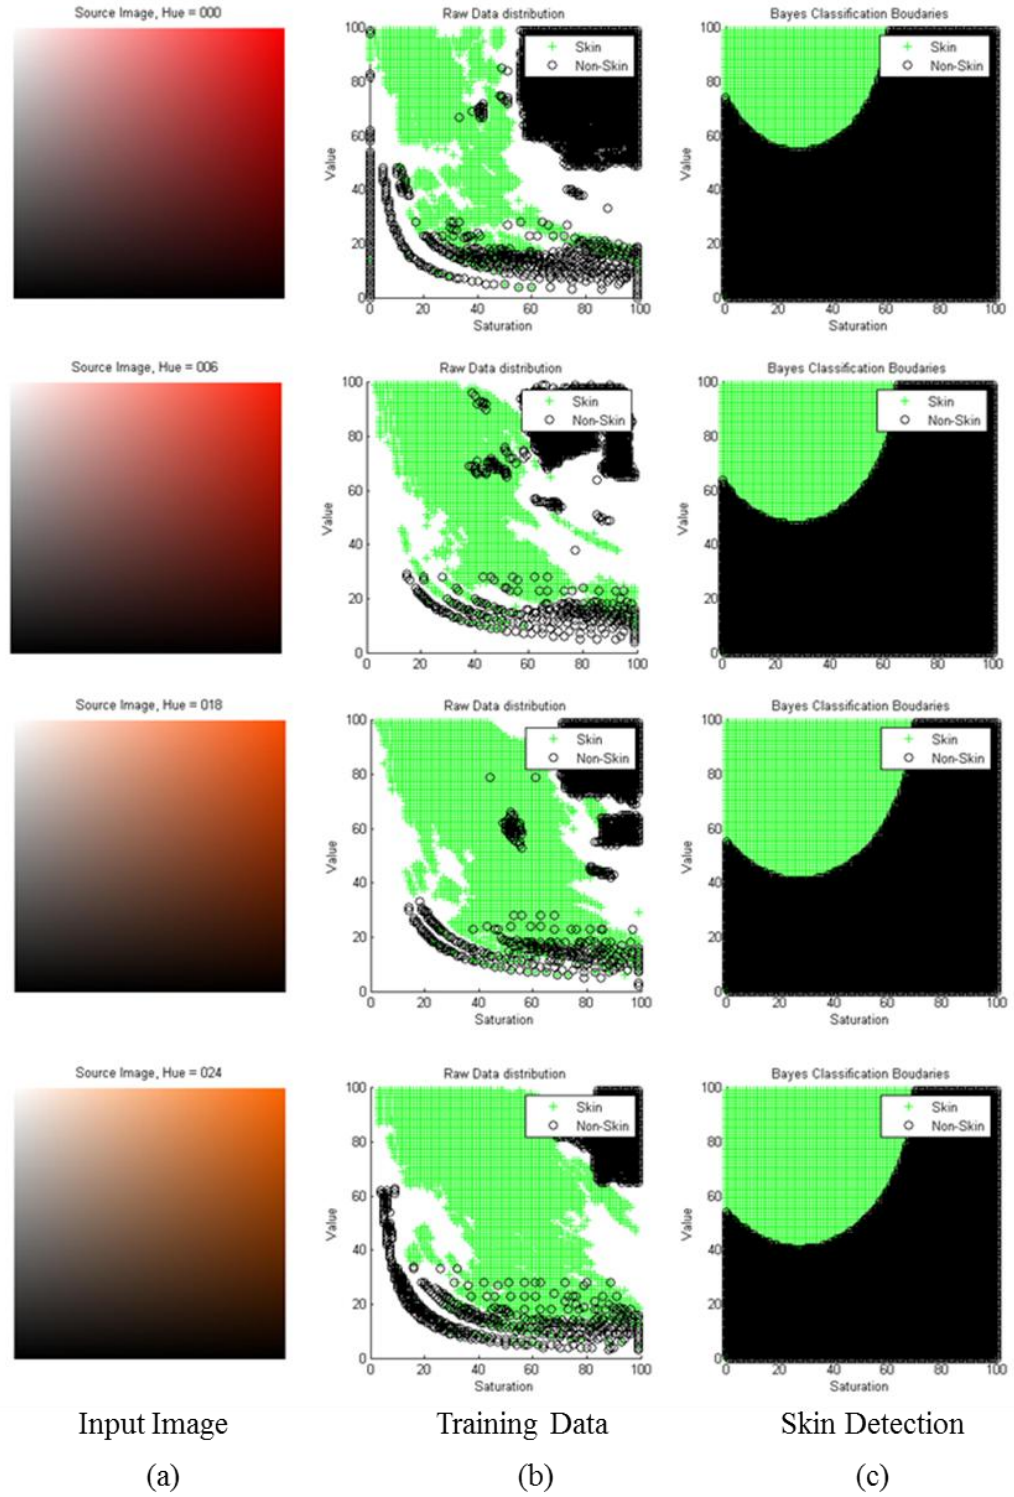 Source Image, Hue = 000
Raw Data distribution
Bayes Classification Boudaries
100
80
60
40
20
0
Value
Skin
Non-Skin
0 20 40 60 80 100
Saturation
100
80
60
40
20
0
Value
Skin
Non-Skin
0 20 40 60 80 100
Saturation
Source Image, Hue = 006
Raw Data distribution
Bayes Classification Boudaries
100
80
60
40
20
0
Value
Skin
Non-Skin
0 20 40 60 80 100
Saturation
100
80
60
40
20
0
Value
Skin
Non-Skin
0 20 40 60 80 100
Saturation
Source Image, Hue = 018
Raw Data distribution
Bayes Classification Boudaries
100
80
60
40
20
0
Value
Skin
Non-Skin
0 20 40 60 80 100
Saturation
100
80
60
40
20
0
Value
Skin
Non-Skin
0 20 40 60 80 100
Saturation
Source Image, Hue = 024
Raw Data distribution
Bayes Classification Boudaries
100
80
60
40
20
0
Value
Skin
Non-Skin
0 20 40 60 80 100
Saturation
100
80
60
40
20
0
Value
Skin
Non-Skin
0 20 40 60 80 100
Saturation
Input Image
Training Data
Skin Detection
(a)
(b)
(c)